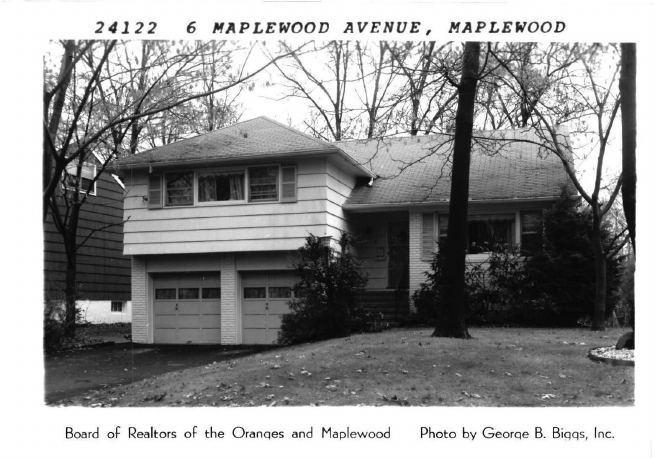 24122 6 MAPLEWOOD AVENUE, MAPLEWOOD
Board of Realtors of the Oranges and Maplewood Photo by George B. Biggs, Inc.